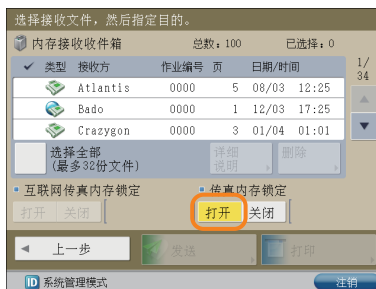 选择接收文件，然后指定目的。
内存接收收件箱 总数：100 已选择：0
✓ 类型 接收方 作业编号 页 日期/时间 1/34
Atlantis 0000 5 08/03 12:25
Bado 0000 1 12/03 17:25
Crazygon 0000 3 01/04 01:01
选择全部 详细 删除
(最多32份文件) 说明
互联网传真内存锁定 传真内存锁定
打开 关闭 打开 关闭
上一步 发送 打印
ID 系统管理模式 注销